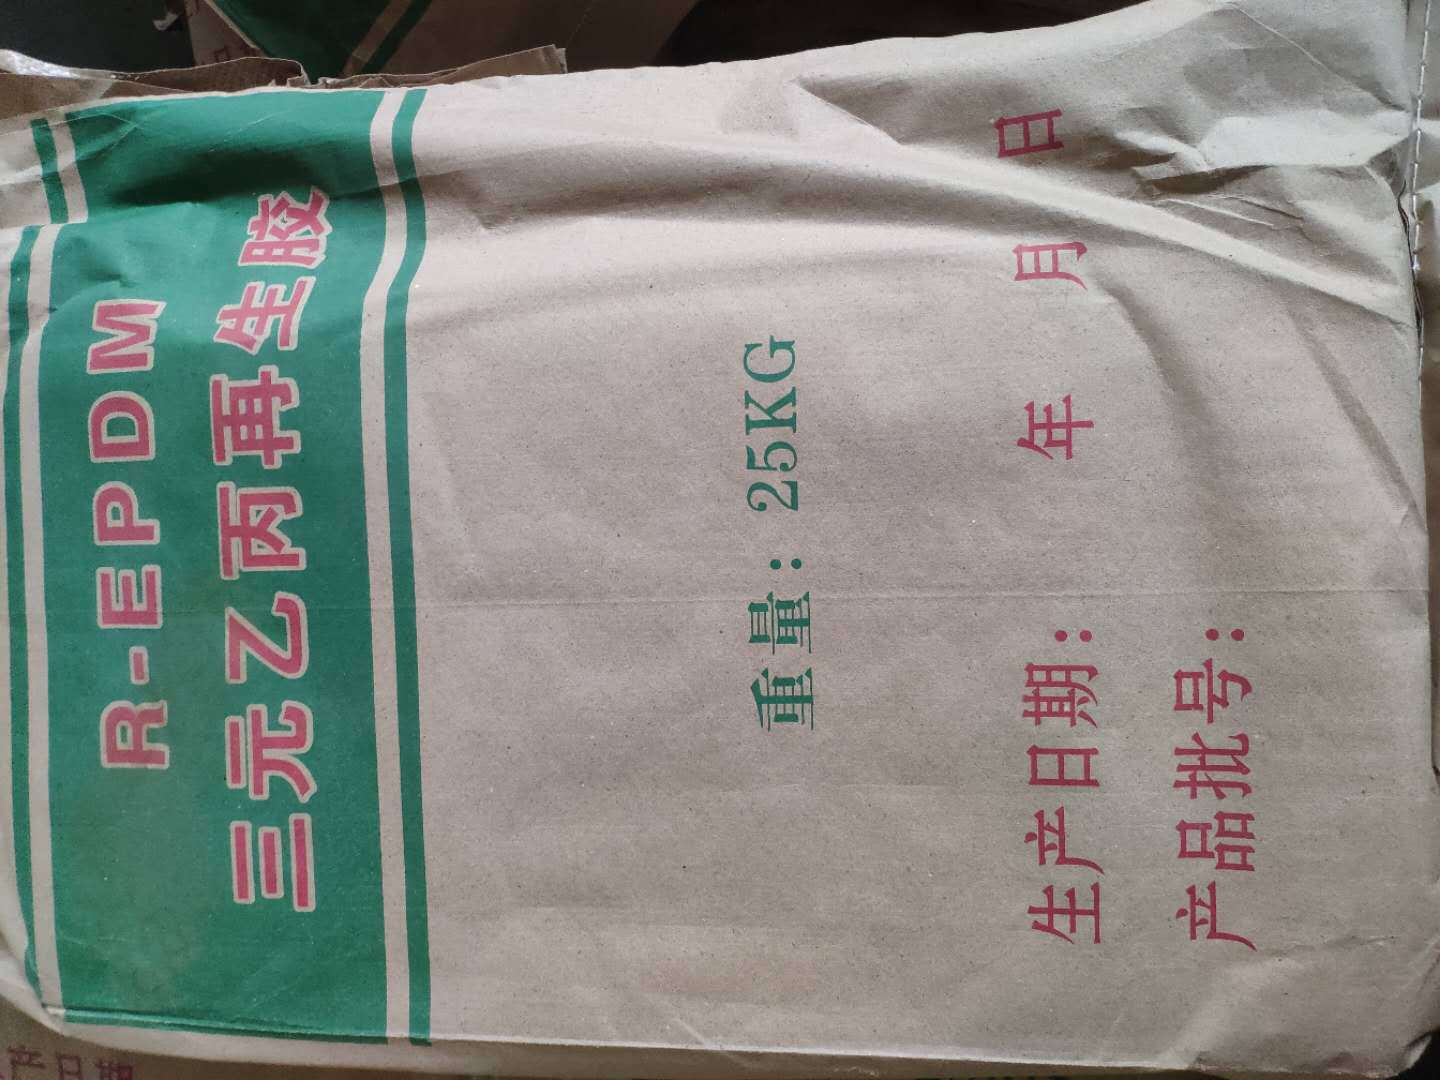 R-EPDM
三元乙丙再生胶
重量：25KG
生产日期： 年 月 日
产品批号：